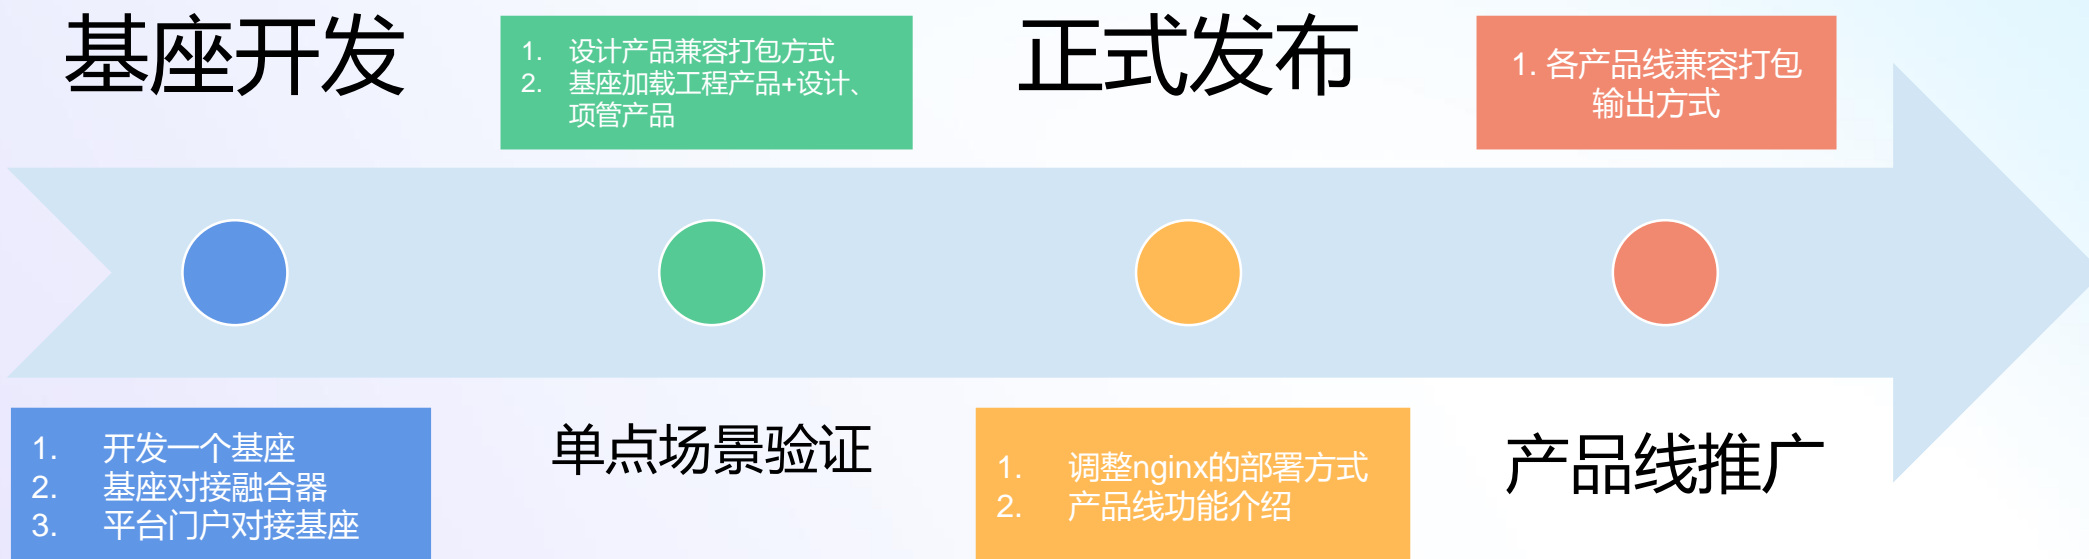 基座开发
1. 设计产品兼容打包方式
2. 基座加载工程产品+设计、
项管产品
正式发布
1. 各产品线兼容打包
输出方式
1. 开发一个基座
2. 基座对接融合器
3. 平台门户对接基座
单点场景验证
1. 调整nginx的部署方式
2. 产品线功能介绍
产品线推广